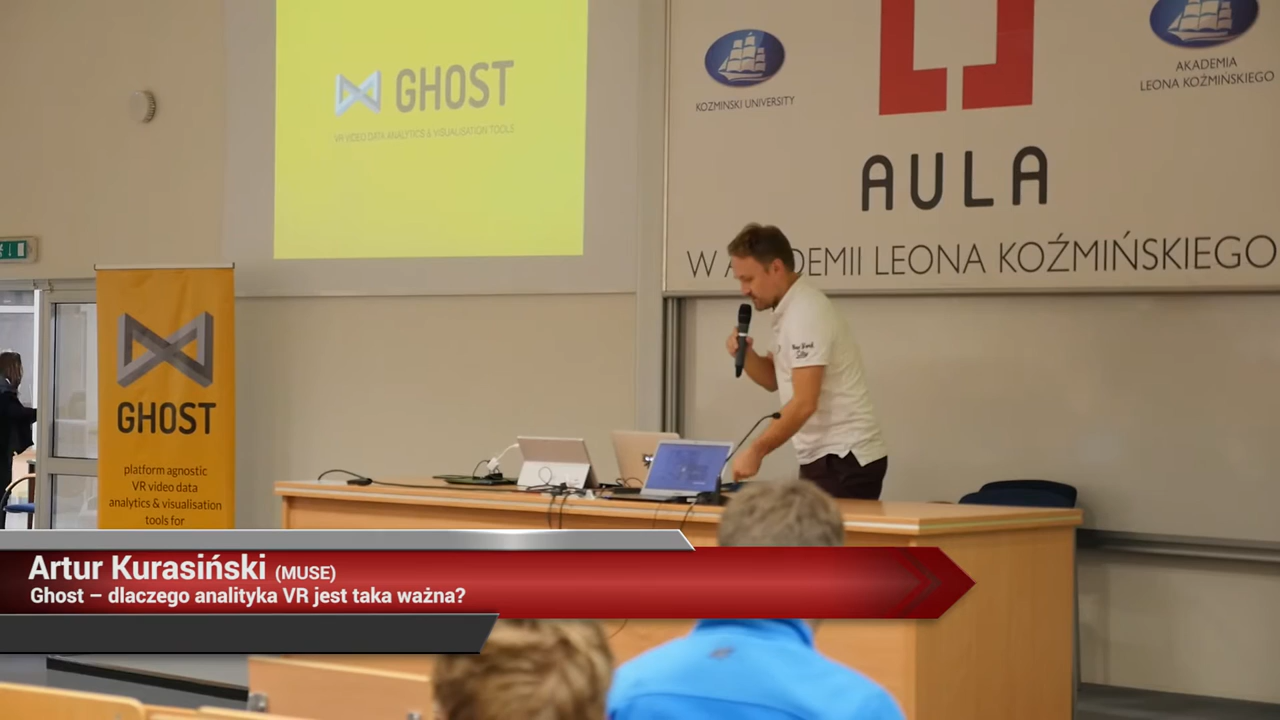 GHOST
VR VIDEO DATA ANALYTICS & VISUALISATION TOOLS
KOZMINSKI UNIVERSITY
AKADEMIA
LEONA KOŹMIŃSKIEGO
AULA
W AKADEMII LEONA KOŹMIŃSKIEGO
GHOST
platform agnostic
VR video data
analytics & visualisation
tools for
Artur Kurasiński (MUSE)
Ghost – dlaczego analityka VR jest taka ważna?